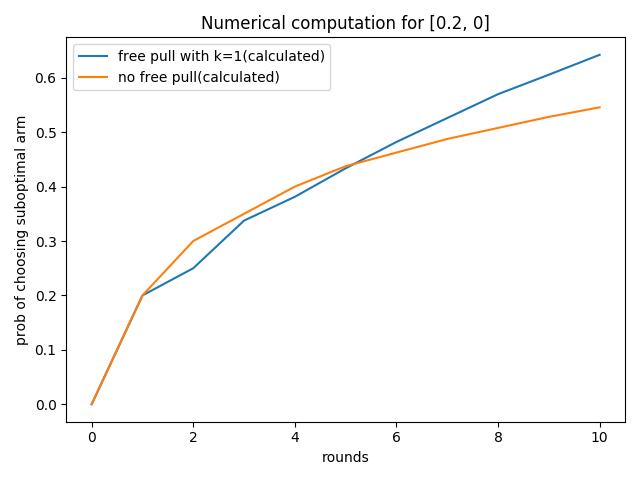 Numerical computation for [0.2, 0]
free pull with k=1(calculated)
no free pull(calculated)
prob of choosing suboptimal arm
0.6
0.5
0.4
0.3
0.2
0.1
0.0
0 2 4 6 8 10
rounds